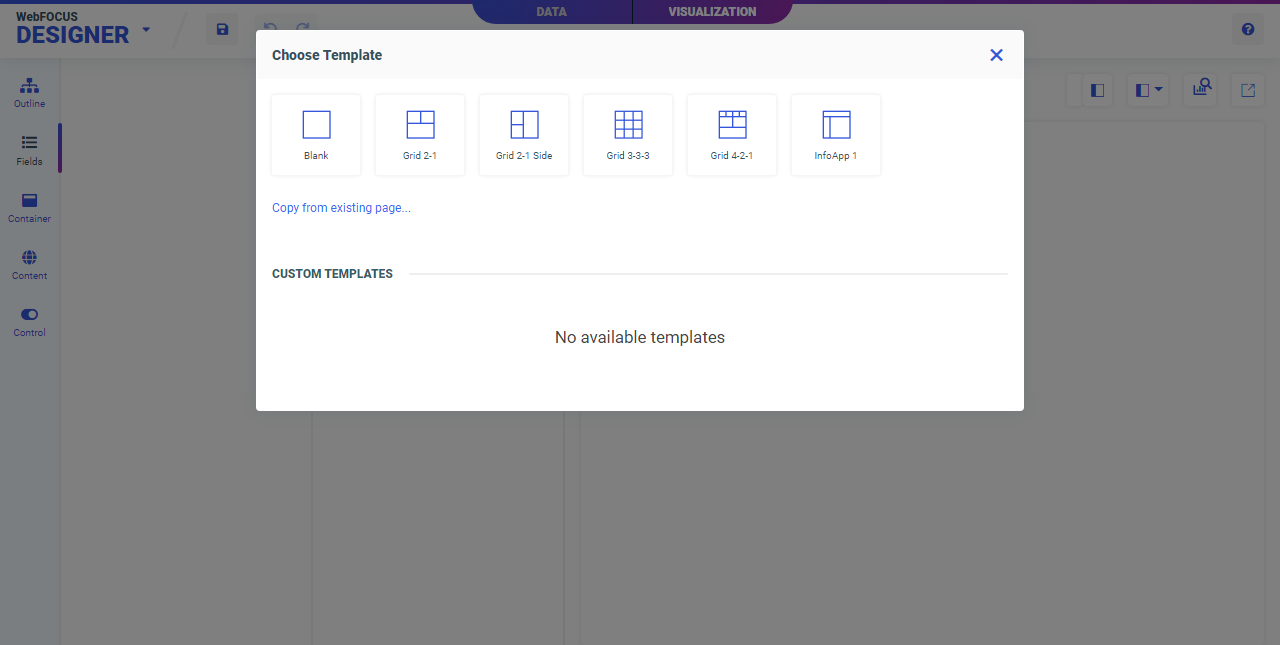 WebFOCUS
DESIGNER
DATA
VISUALIZATION
Choose Template
Outline
Fields
Container
Content
Control
Blank
Grid 2-1
Grid 2-1 Side
Grid 3-3-3
Grid 4-2-1
InfoApp 1
Copy from existing page...
CUSTOM TEMPLATES
No available templates